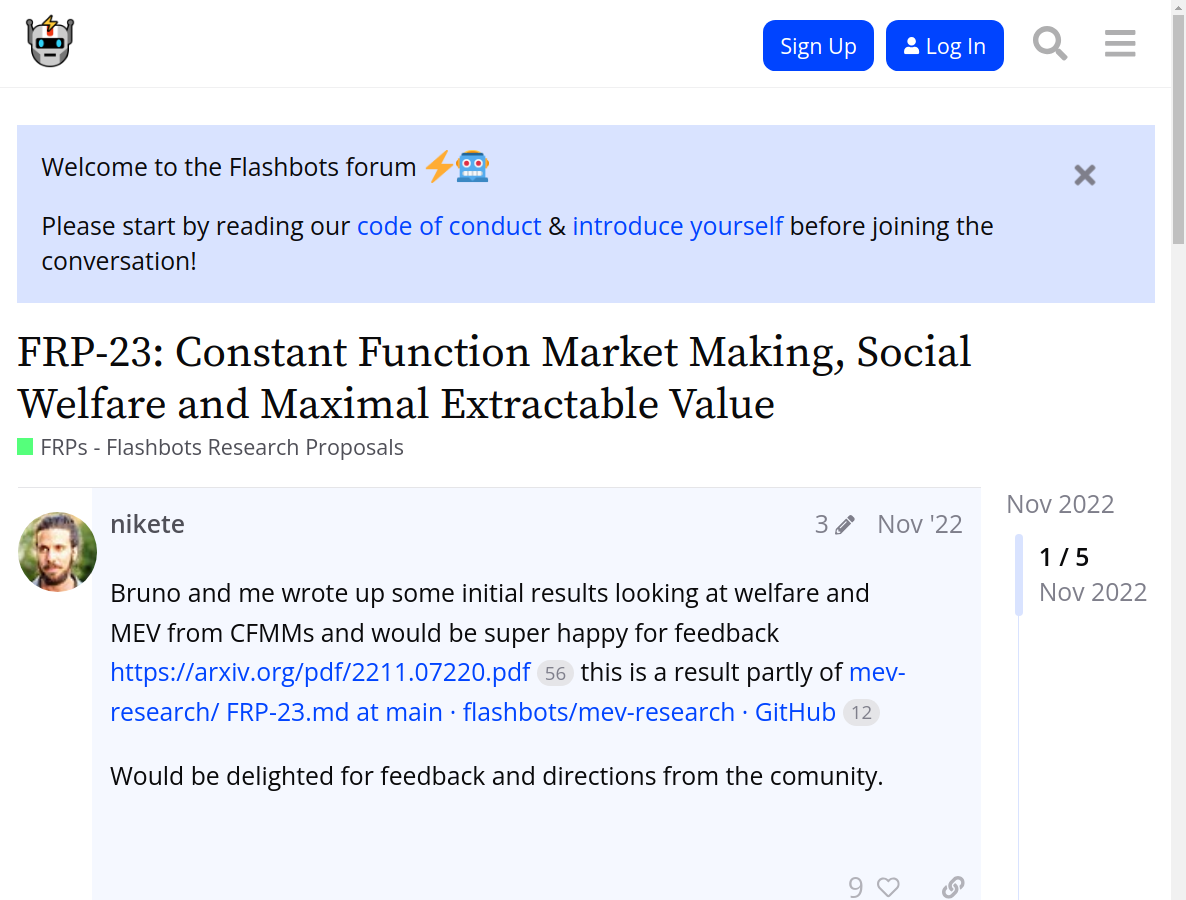 Sign Up
Log In
Welcome to the Flashbots forum
Please start by reading our code of conduct & introduce yourself before joining the
conversation!
FRP-23: Constant Function Market Making, Social
Welfare and Maximal Extractable Value
FRPs - Flashbots Research Proposals
nikete
3
Nov '22
Nov 2022
1 / 5
Nov 2022
Bruno and me wrote up some initial results looking at welfare and
MEV from CFMMs and would be super happy for feedback
https://arxiv.org/pdf/2211.07220.pdf 56 this is a result partly of mev-
research/ FRP-23.md at main · flashbots/mev-research · GitHub 12
Would be delighted for feedback and directions from the comunity.
9